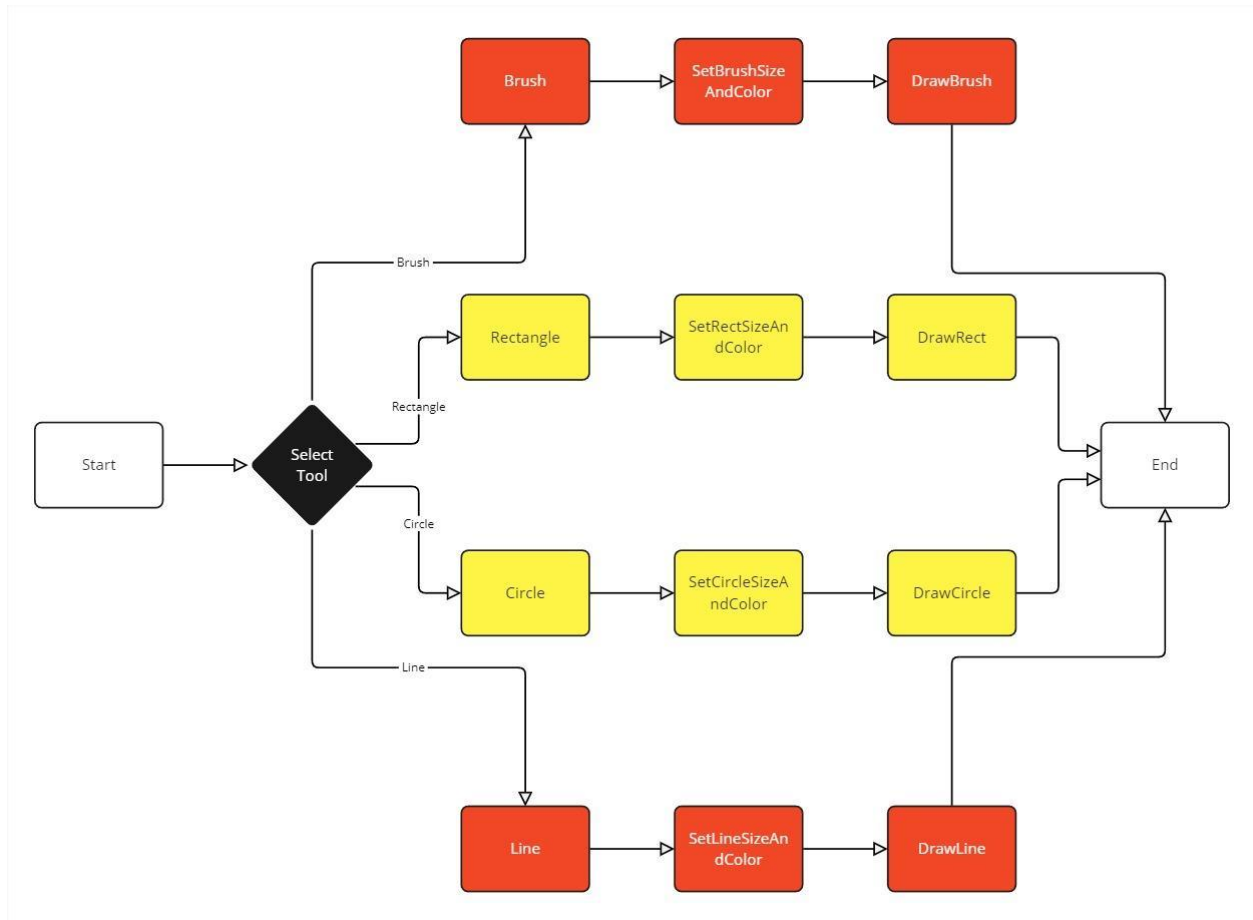 Brush
SetBrushSize
AndColor
DrawBrush
Brush
Rectangle
SetRectSizeAn
dColor
DrawRect
Rectangle
Start
Select
Tool
End
Circle
Circle
SetCircleSizeA
ndColor
DrawCircle
Line
Line
SetLineSizeAn
dColor
DrawLine